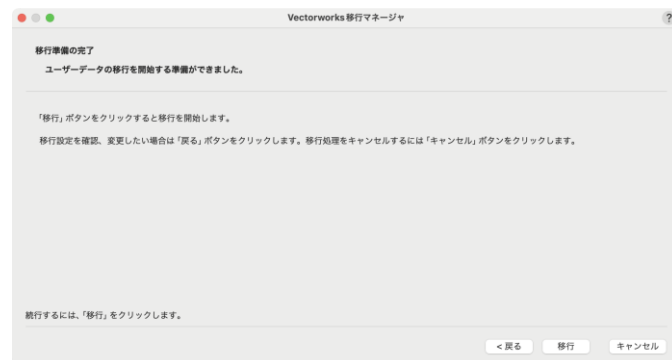 Vectorworks移行マネージャ
?
移行準備の完了
ユーザーデータの移行を開始する準備ができました。
「移行」ボタンをクリックすると移行を開始します。
移行設定を確認、変更したい場合は「戻る」ボタンをクリックします。移行処理をキャンセルするには「キャンセル」ボタンをクリックします。
続行するには、「移行」をクリックします。
<戻る 移行 キャンセル